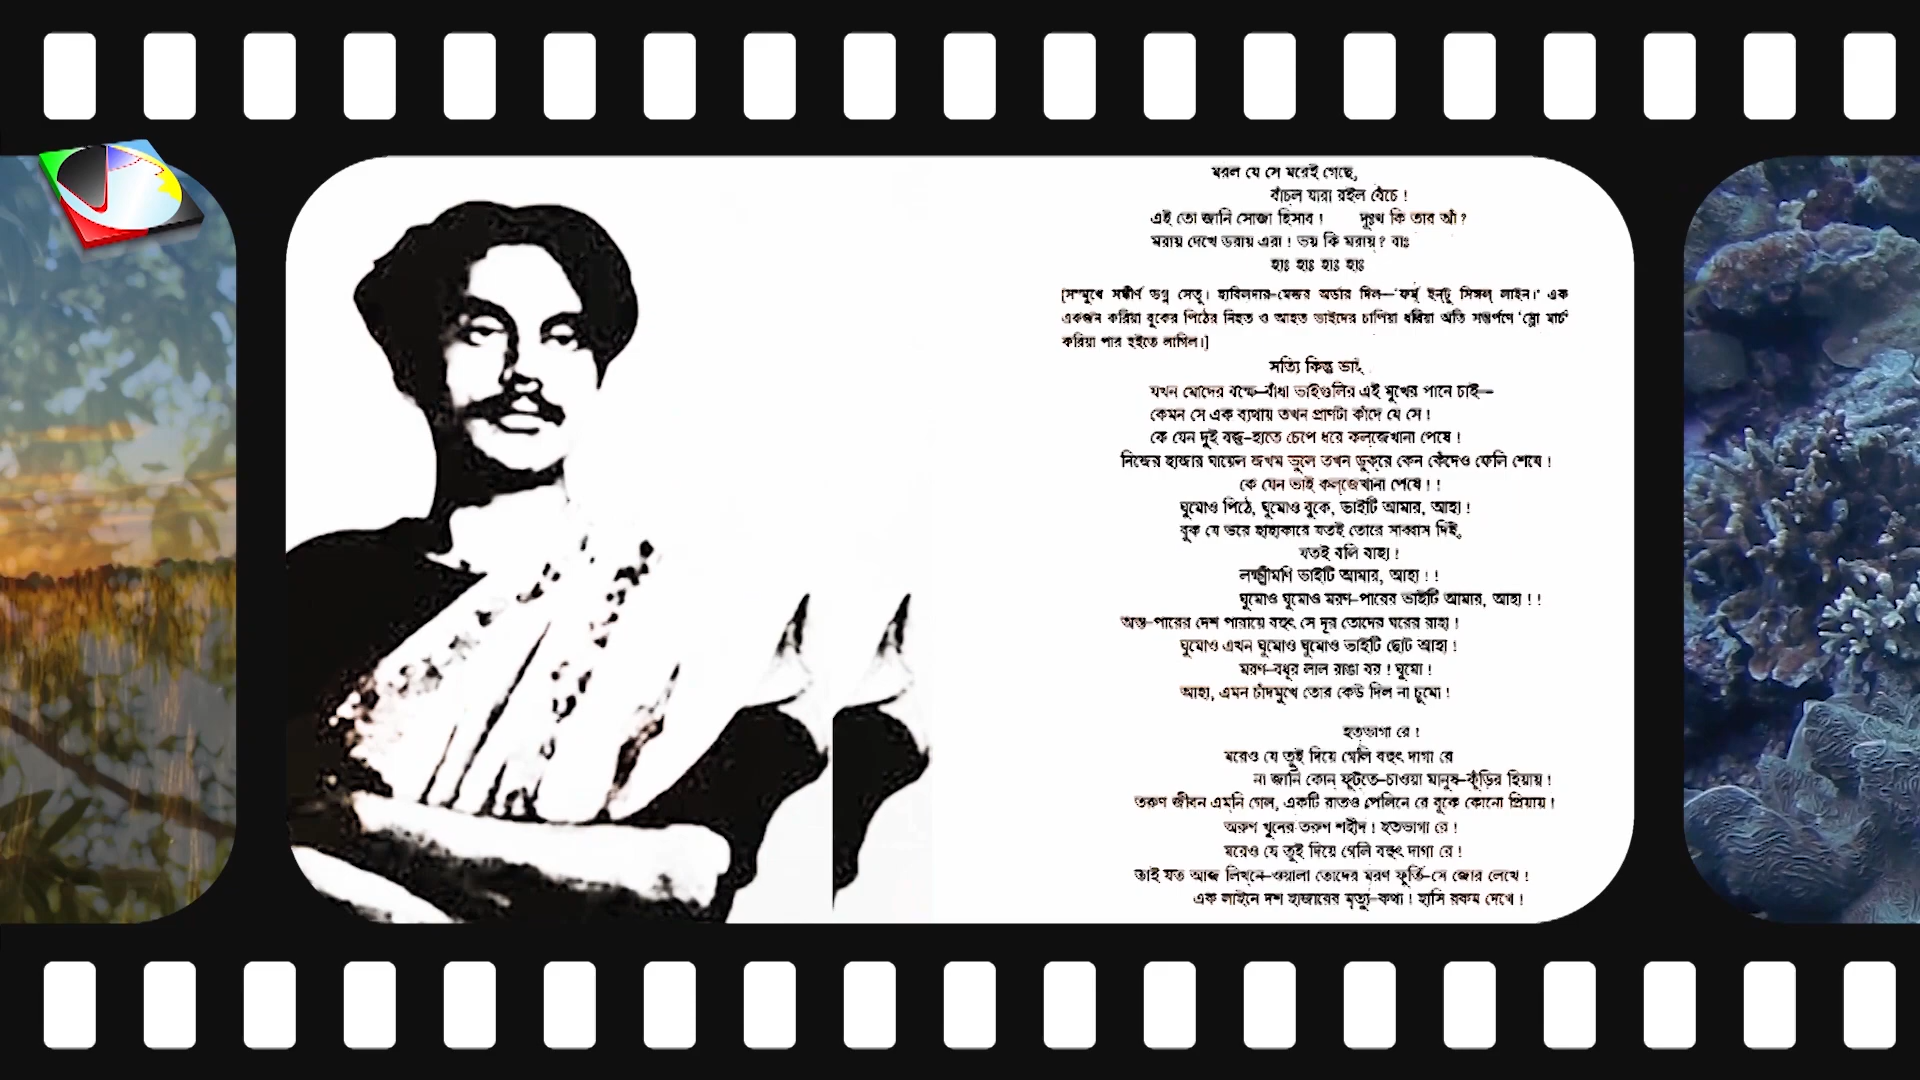 মরল যে সে মরেই গেছে,
বাঁচল যারা রইল বেঁচে !
এই তো জানি সোজা হিসাব ! দুঃখ কি তার আঁ ?
মরায় দেখে ডরায় এরা ! ভয় কি মরায় ? বাঃ
হাঃ হাঃ হাঃ হাঃ
[সম্মুখে সঙ্কীর্ণ ভগ্ন সেতু। হাবিলদার-মেজর অর্ডার দিল—‘ফর্ম্ ইন্‌টু সিঙ্গল্ লাইন।’ এক
একজন করিয়া বুকের পিঠের নিহত ও আহত ভাইদের চাপিয়া ধরিয়া অতি সন্তর্পণে ‘স্লো মার্চ’
করিয়া পার হইতে লাগিল।]
সত্যি কিন্তু ভাই,
যখন মোদের বক্ষে-বাঁধা ভাইগুলির এই মুখের পানে চাই—
কেমন সে এক ব্যথায় তখন প্রাণটা কাঁদে যে সে !
কে যেন দুই বজ্র-হাতে চেপে ধরে কল্‌জেখানা পেষে !
নিজের হাজার ঘায়েল জখম ভুলে তখন ডুকরে কেন কেঁদেও ফেলি শেষে !
কে যেন ভাই কল্‌জেখানা পেষে ! !
ঘুমোও পিঠে, ঘুমোও বুকে, ভাইটি আমার, আহা !
বুক যে ভরে হাহাকারে যতই তোরে সাব্বাস দিই,
যতই বলি বাহা !
লক্ষ্মীমণি ভাইটি আমার, আহা ! !
ঘুমোও ঘুমোও মরণ-পারের ভাইটি আমার, আহা ! !
অস্ত-পারের দেশ পারায়ে বহুৎ সে দূর তোদের ঘরের রাহা !
ঘুমোও এখন ঘুমোও ঘুমোও ভাইটি ছোট আহা !
মরণ-বধূর লাল রাঙা বর ! ঘুমো !
আহা, এমন চাঁদমুখে তোর কেউ দিল না চুমো !
হতভাগা রে !
মরেও যে তুই দিয়ে গেলি বহুৎ দাগা রে
না জানি কোন্ ফুটতে-চাওয়া মানুষ-কুঁড়ির হিয়ায় !
তরুণ জীবন এমনি গেল, একটি রাতও পেলিনে রে বুকে কোনো প্রিয়ায় !
অরুণ খুনের তরুণ শহীদ ! হতভাগা রে !
মরেও যে তুই দিয়ে গেলি বহুৎ দাগা রে !
তাই যত আজ লিখনে-ওয়ালা তোদের মরণ ফূর্তি-সে জোর লেখে !
এক লাইনে দশ হাজারের মৃত্যু-কথা ! হাসি রকম দেখে !